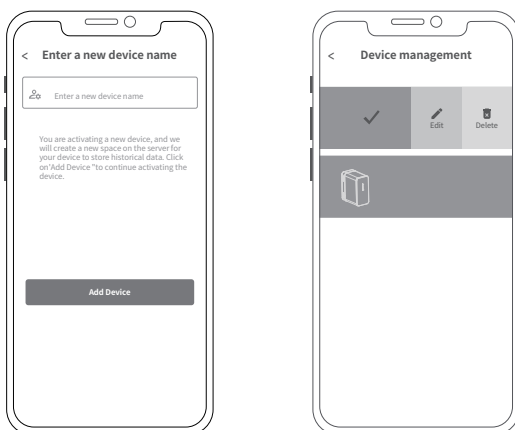 < Enter a new device name
Enter a new device name
You are activating a new device, and we
will create a new space on the server for
your device to store historical data. Click
on'Add Device "to continue activating the
device.
Add Device
< Device management
Edit
Delete